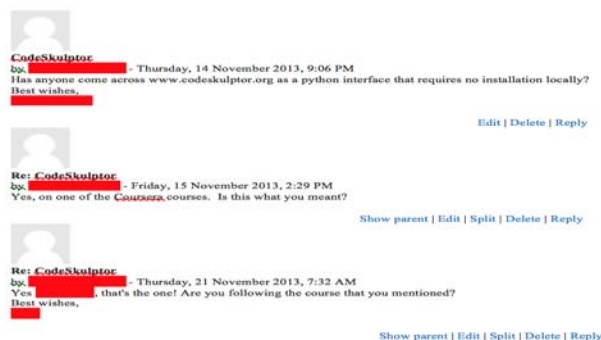 CodeSkulptor
by - Thursday, 14 November 2013, 9:06 PM
Has anyone come across www.codeskulptor.org as a python interface that requires no installation locally?
Best wishes,
Edit | Delete | Reply
Re: CodeSkulptor
by - Friday, 15 November 2013, 2:29 PM
Yes, on one of the Coursera courses. Is this what you meant?
Show parent | Edit | Split | Delete | Reply
Re: CodeSkulptor
by - Thursday, 21 November 2013, 7:32 AM
Yes , that's the one! Are you following the course that you mentioned?
Best wishes,
Show parent | Edit | Split | Delete | Reply